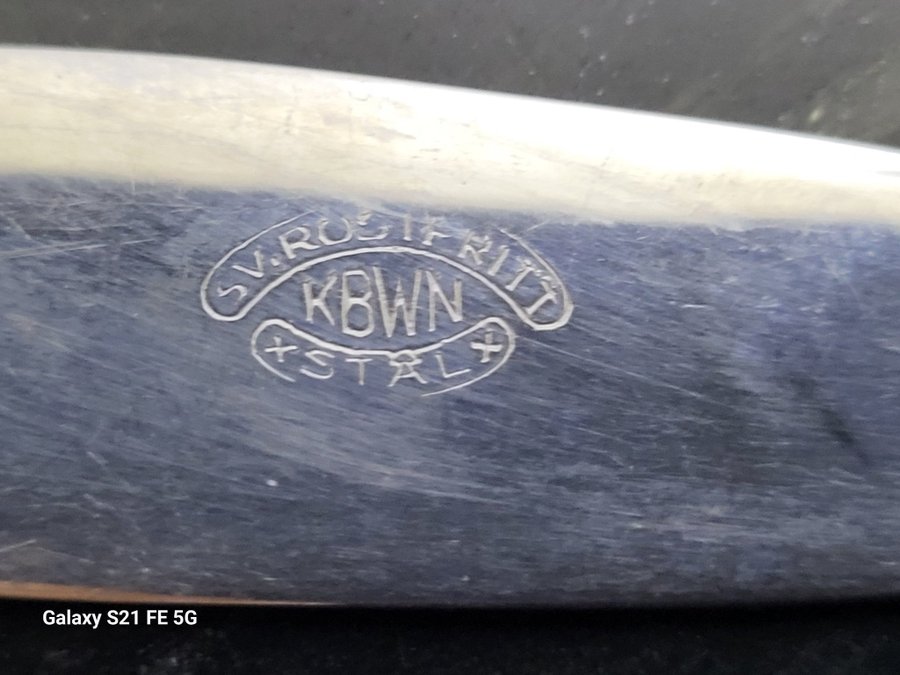 SV. ROSTFRITT
KBWN
× STÅL ×
Galaxy S21 FE 5G